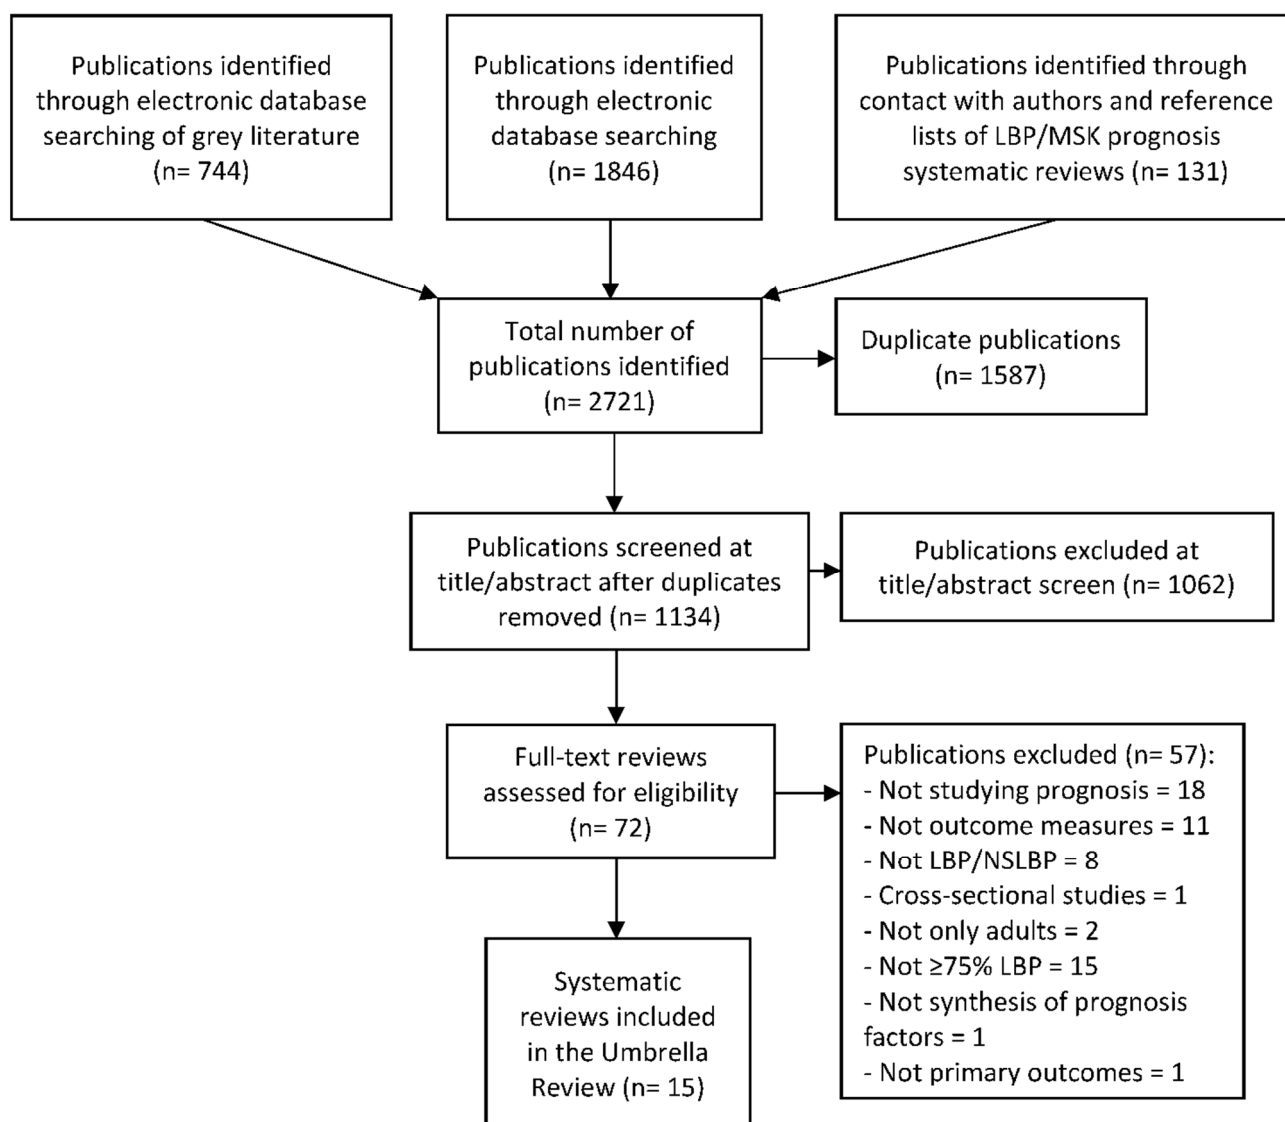 Publications identified
through electronic database
searching of grey literature
(n= 744)
Publications identified
through electronic
database searching
(n= 1846)
Publications identified through
contact with authors and reference
lists of LBP/MSK prognosis
systematic reviews (n= 131)
Total number of
publications identified
(n= 2721)
Duplicate publications
(n= 1587)
Publications screened at
title/abstract after duplicates
removed (n= 1134)
Publications excluded at
title/abstract screen (n= 1062)
Full-text reviews
assessed for eligibility
(n= 72)
Publications excluded (n= 57):
- Not studying prognosis = 18
- Not outcome measures = 11
- Not LBP/NSLBP = 8
- Cross-sectional studies = 1
- Not only adults = 2
- Not ≥75% LBP = 15
- Not synthesis of prognosis
factors = 1
- Not primary outcomes = 1
Systematic
reviews included
in the Umbrella
Review (n= 15)